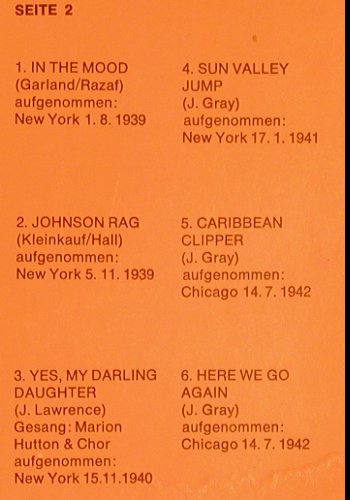 SEITE 2
1. IN THE MOOD
(Garland/Razaf)
aufgenommen:
New York 1. 8. 1939
2. JOHNSON RAG
(Kleinkauf/Hall)
aufgenommen:
New York 5. 11. 1939
3. YES, MY DARLING
DAUGHTER
(J. Lawrence)
Gesang: Marion
Hutton & Chor
aufgenommen:
New York 15.11.1940
4. SUN VALLEY
JUMP
(J. Gray)
aufgenommen:
New York 17. 1. 1941
5. CARIBBEAN
CLIPPER
(J. Gray)
aufgenommen:
Chicago 14. 7. 1942
6. HERE WE GO
AGAIN
(J. Gray)
aufgenommen:
Chicago 14. 7. 1942